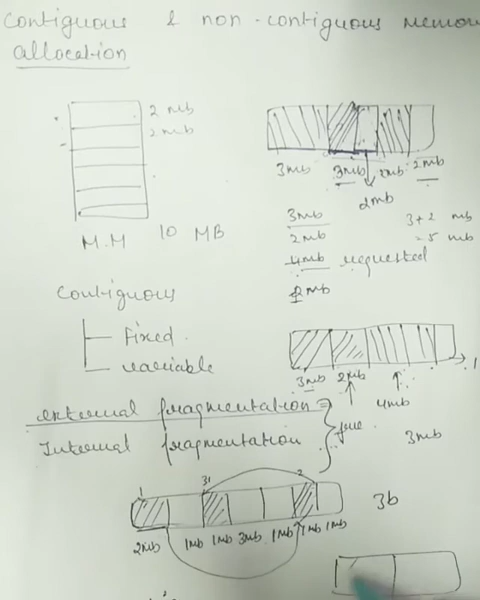 Contiguous & non-contiguous Memory
allocation
2 mb
2 mb
M.M 10 MB
3mb 3mb 2mb 2mb
2mb
3mb
2mb
4mb requested
2mb
3+2 mb
=5 mb
Contiguous
fixed
variable
3mb 2mb
4mb
3mb
external fragmentation
Internal fragmentation
2mb 1mb 1mb 3mb 1mb 1mb 1mb
3b